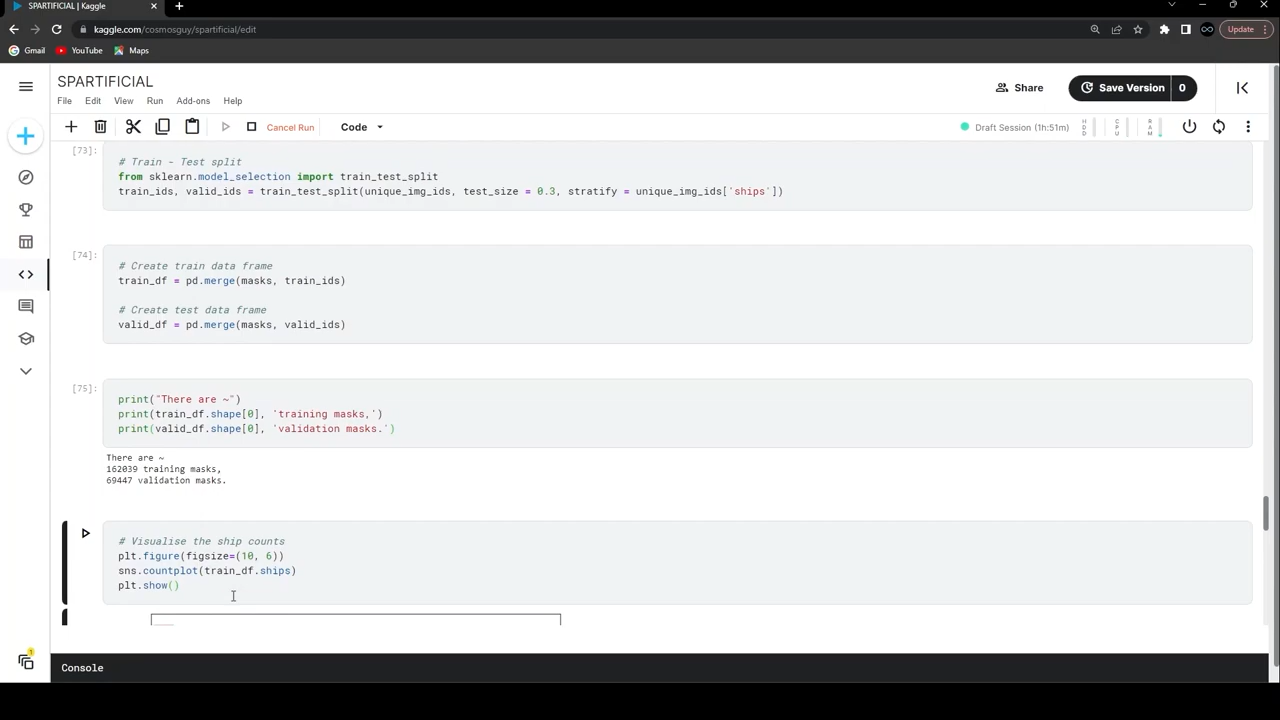 SPARTIFICIAL | Kaggle
kaggle.com/cosmosguy/spartificial/edit
Update
Gmail
YouTube
Maps
SPARTIFICIAL
File
Edit
View
Run
Add-ons
Help
Share
Save Version
0
Cancel Run
Code
Draft Session (1h:51m)
HDD
CPU
RAM
[73]:
# Train - Test split
from sklearn.model_selection import train_test_split
train_ids, valid_ids = train_test_split(unique_img_ids, test_size = 0.3, stratify = unique_img_ids['ships'])
[74]:
# Create train data frame
train_df = pd.merge(masks, train_ids)
# Create test data frame
valid_df = pd.merge(masks, valid_ids)
[75]:
print("There are ~")
print(train_df.shape[0], 'training masks,')
print(valid_df.shape[0], 'validation masks.')
There are ~
162039 training masks,
69447 validation masks.
# Visualise the ship counts
plt.figure(figsize=(10, 6))
sns.countplot(train_df.ships)
plt.show()
1
Console